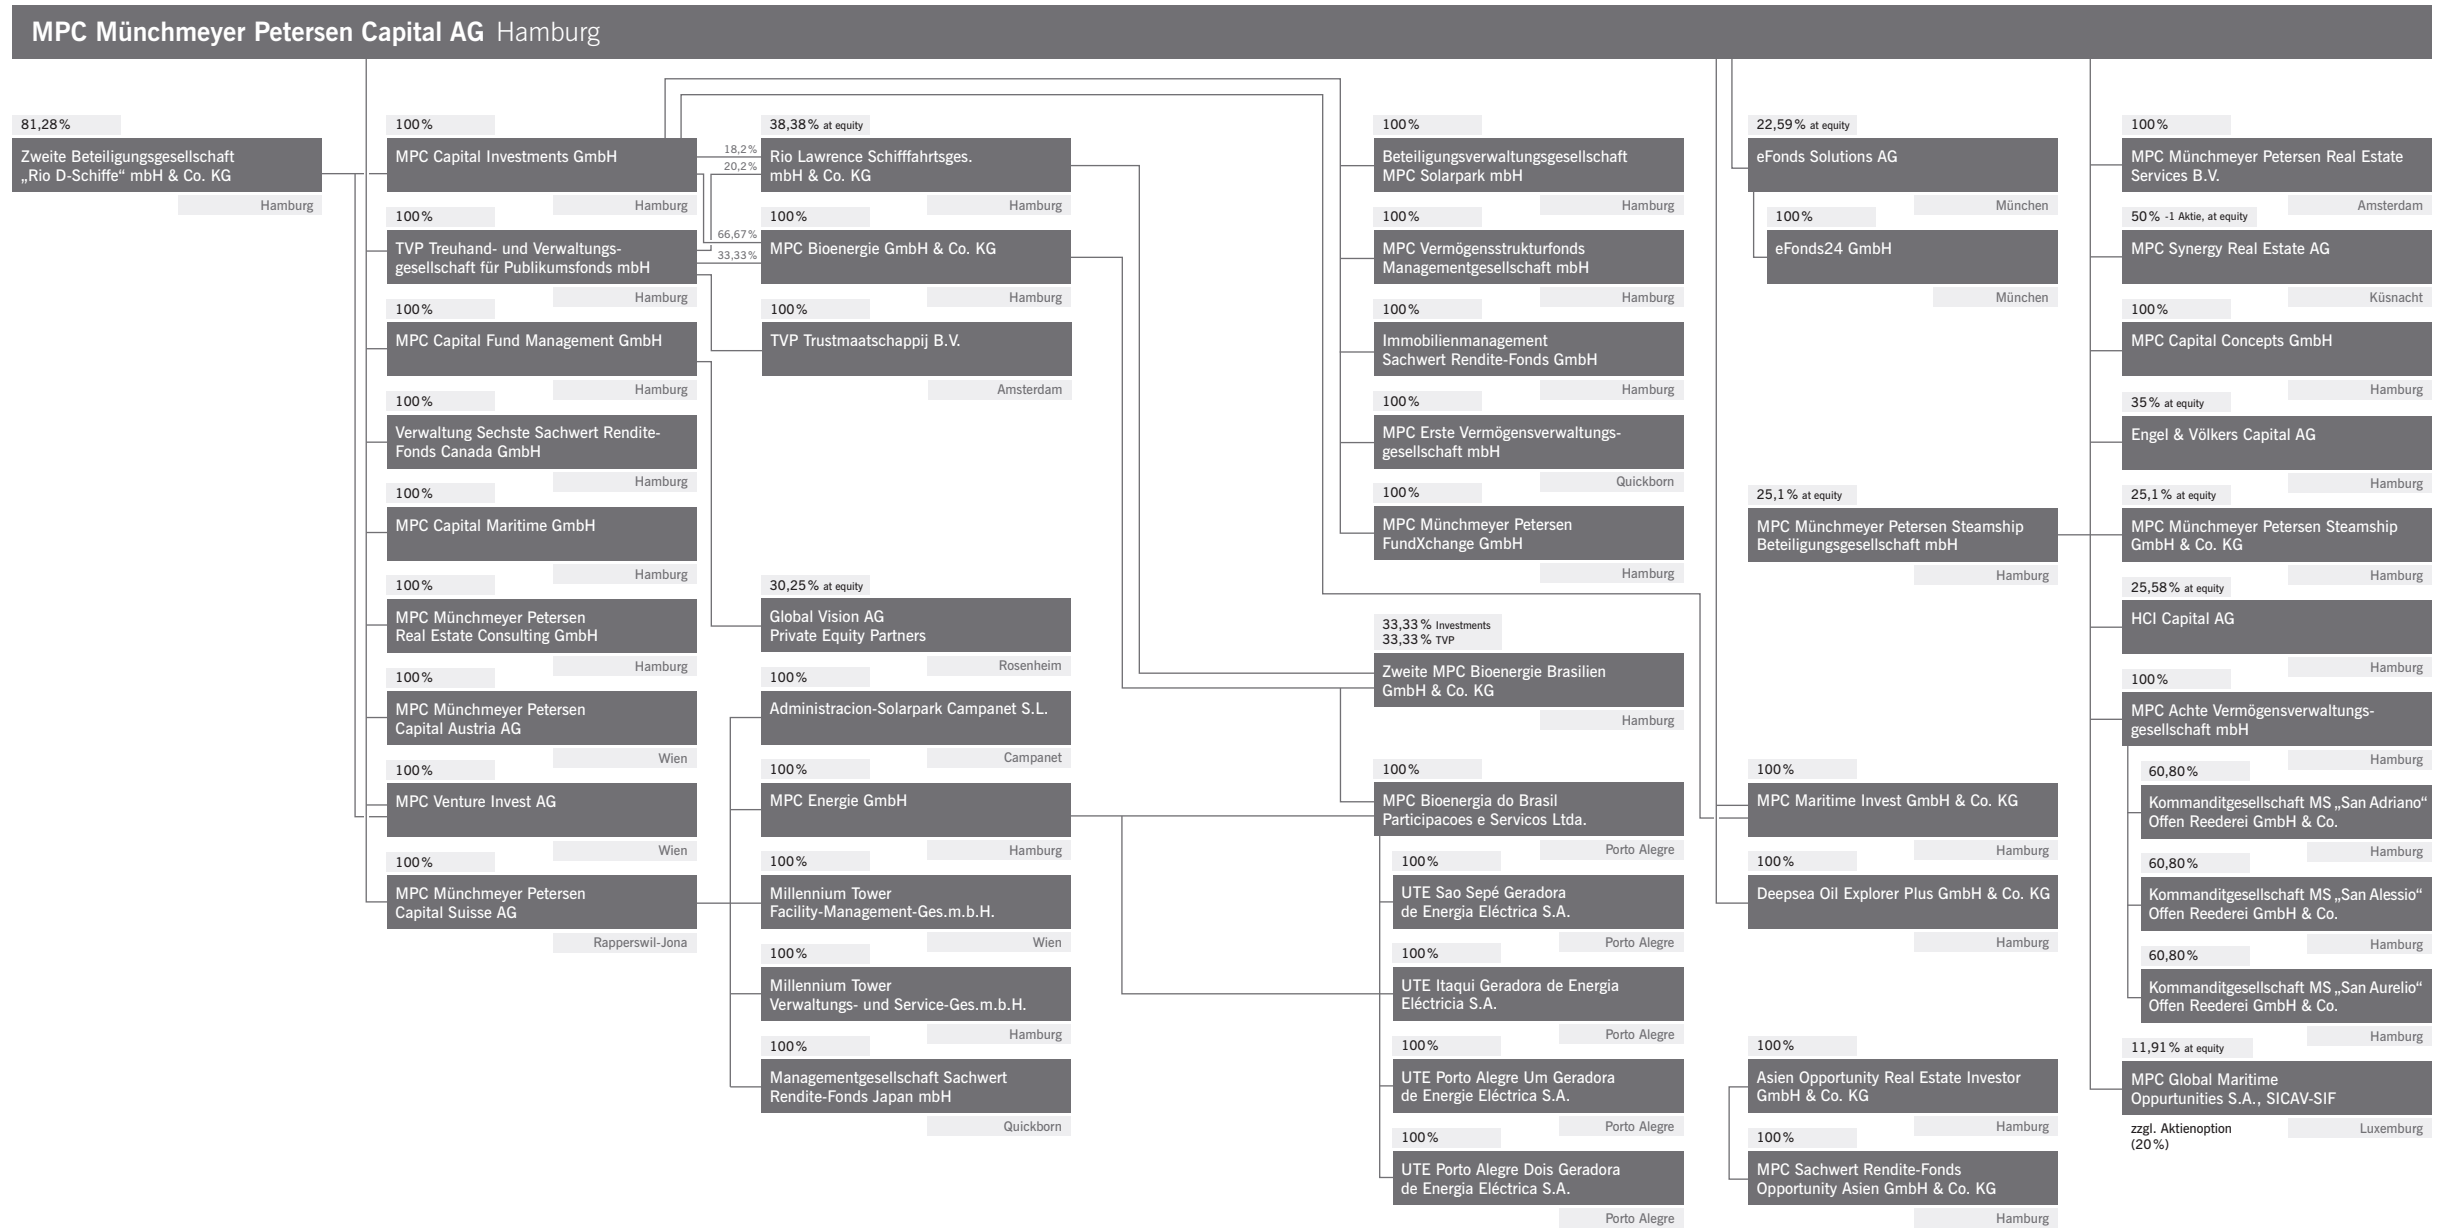 MPC Münchmeyer Petersen Capital AG Hamburg
81,28%
Zweite Beteiligungsgesellschaft
„Rio D-Schiffe“ mbH & Co. KG
Hamburg
100%
MPC Capital Investments GmbH
Hamburg
100%
TVP Treuhand- und Verwaltungs-
gesellschaft für Publikumsfonds mbH
Hamburg
100%
MPC Capital Fund Management GmbH
Hamburg
100%
Verwaltung Sechste Sachwert Rendite-
Fonds Canada GmbH
Hamburg
100%
MPC Capital Maritime GmbH
Hamburg
100%
MPC Münchmeyer Petersen
Real Estate Consulting GmbH
Hamburg
100%
MPC Münchmeyer Petersen
Capital Austria AG
Wien
100%
MPC Venture Invest AG
Wien
100%
MPC Münchmeyer Petersen
Capital Suisse AG
Rapperswil-Jona
18,2%
20,2%
66,67%
33,33%
38,38% at equity
Rio Lawrence Schifffahrtsges.
mbH & Co. KG
Hamburg
100%
MPC Bioenergie GmbH & Co. KG
Hamburg
100%
TVP Trustmaatschappij B.V.
Amsterdam
30,25% at equity
Global Vision AG
Private Equity Partners
Rosenheim
100%
Administracion-Solarpark Campanet S.L.
Campanet
100%
MPC Energie GmbH
Hamburg
100%
Millennium Tower
Facility-Management-Ges.m.b.H.
Wien
100%
Millennium Tower
Verwaltungs- und Service-Ges.m.b.H.
Hamburg
100%
Managementgesellschaft Sachwert
Rendite-Fonds Japan mbH
Quickborn
100%
Beteiligungsverwaltungsgesellschaft
MPC Solarpark mbH
Hamburg
100%
MPC Vermögensstrukturfonds
Managementgesellschaft mbH
Hamburg
100%
Immobilienmanagement
Sachwert Rendite-Fonds GmbH
Hamburg
100%
MPC Erste Vermögensverwaltungs-
gesellschaft mbH
Quickborn
100%
MPC Münchmeyer Petersen
FundXchange GmbH
Hamburg
33,33% Investments
33,33% TVP
Zweite MPC Bioenergie Brasilien
GmbH & Co. KG
Hamburg
100%
MPC Bioenergia do Brasil
Participacoes e Servicos Ltda.
Porto Alegre
100%
UTE Sao Sepé Geradora
de Energia Eléctrica S.A.
Porto Alegre
100%
UTE Itaqui Geradora de Energia
Eléctricia S.A.
Porto Alegre
100%
UTE Porto Alegre Um Geradora
de Energie Eléctrica S.A.
Porto Alegre
100%
UTE Porto Alegre Dois Geradora
de Energia Eléctrica S.A.
Porto Alegre
22,59% at equity
eFonds Solutions AG
München
100%
eFonds24 GmbH
München
25,1% at equity
MPC Münchmeyer Petersen Steamship
Beteiligungsgesellschaft mbH
Hamburg
100%
MPC Maritime Invest GmbH & Co. KG
Hamburg
100%
Deepsea Oil Explorer Plus GmbH & Co. KG
Hamburg
100%
Asien Opportunity Real Estate Investor
GmbH & Co. KG
Hamburg
100%
MPC Sachwert Rendite-Fonds
Opportunity Asien GmbH & Co. KG
Hamburg
100%
MPC Münchmeyer Petersen Real Estate
Services B.V.
Amsterdam
50% -1 Aktie, at equity
MPC Synergy Real Estate AG
Küsnacht
100%
MPC Capital Concepts GmbH
Hamburg
35% at equity
Engel & Völkers Capital AG
Hamburg
25,1% at equity
MPC Münchmeyer Petersen Steamship
GmbH & Co. KG
Hamburg
25,58% at equity
HCI Capital AG
Hamburg
100%
MPC Achte Vermögensverwaltungs-
gesellschaft mbH
Hamburg
60,80%
Kommanditgesellschaft MS „San Adriano“
Offen Reederei GmbH & Co.
Hamburg
60,80%
Kommanditgesellschaft MS „San Alessio“
Offen Reederei GmbH & Co.
Hamburg
60,80%
Kommanditgesellschaft MS „San Aurelio“
Offen Reederei GmbH & Co.
Hamburg
11,91% at equity
MPC Global Maritime
Oppurtunities S.A., SICAV-SIF
Luxemburg
zzgl. Aktienoption
(20%)